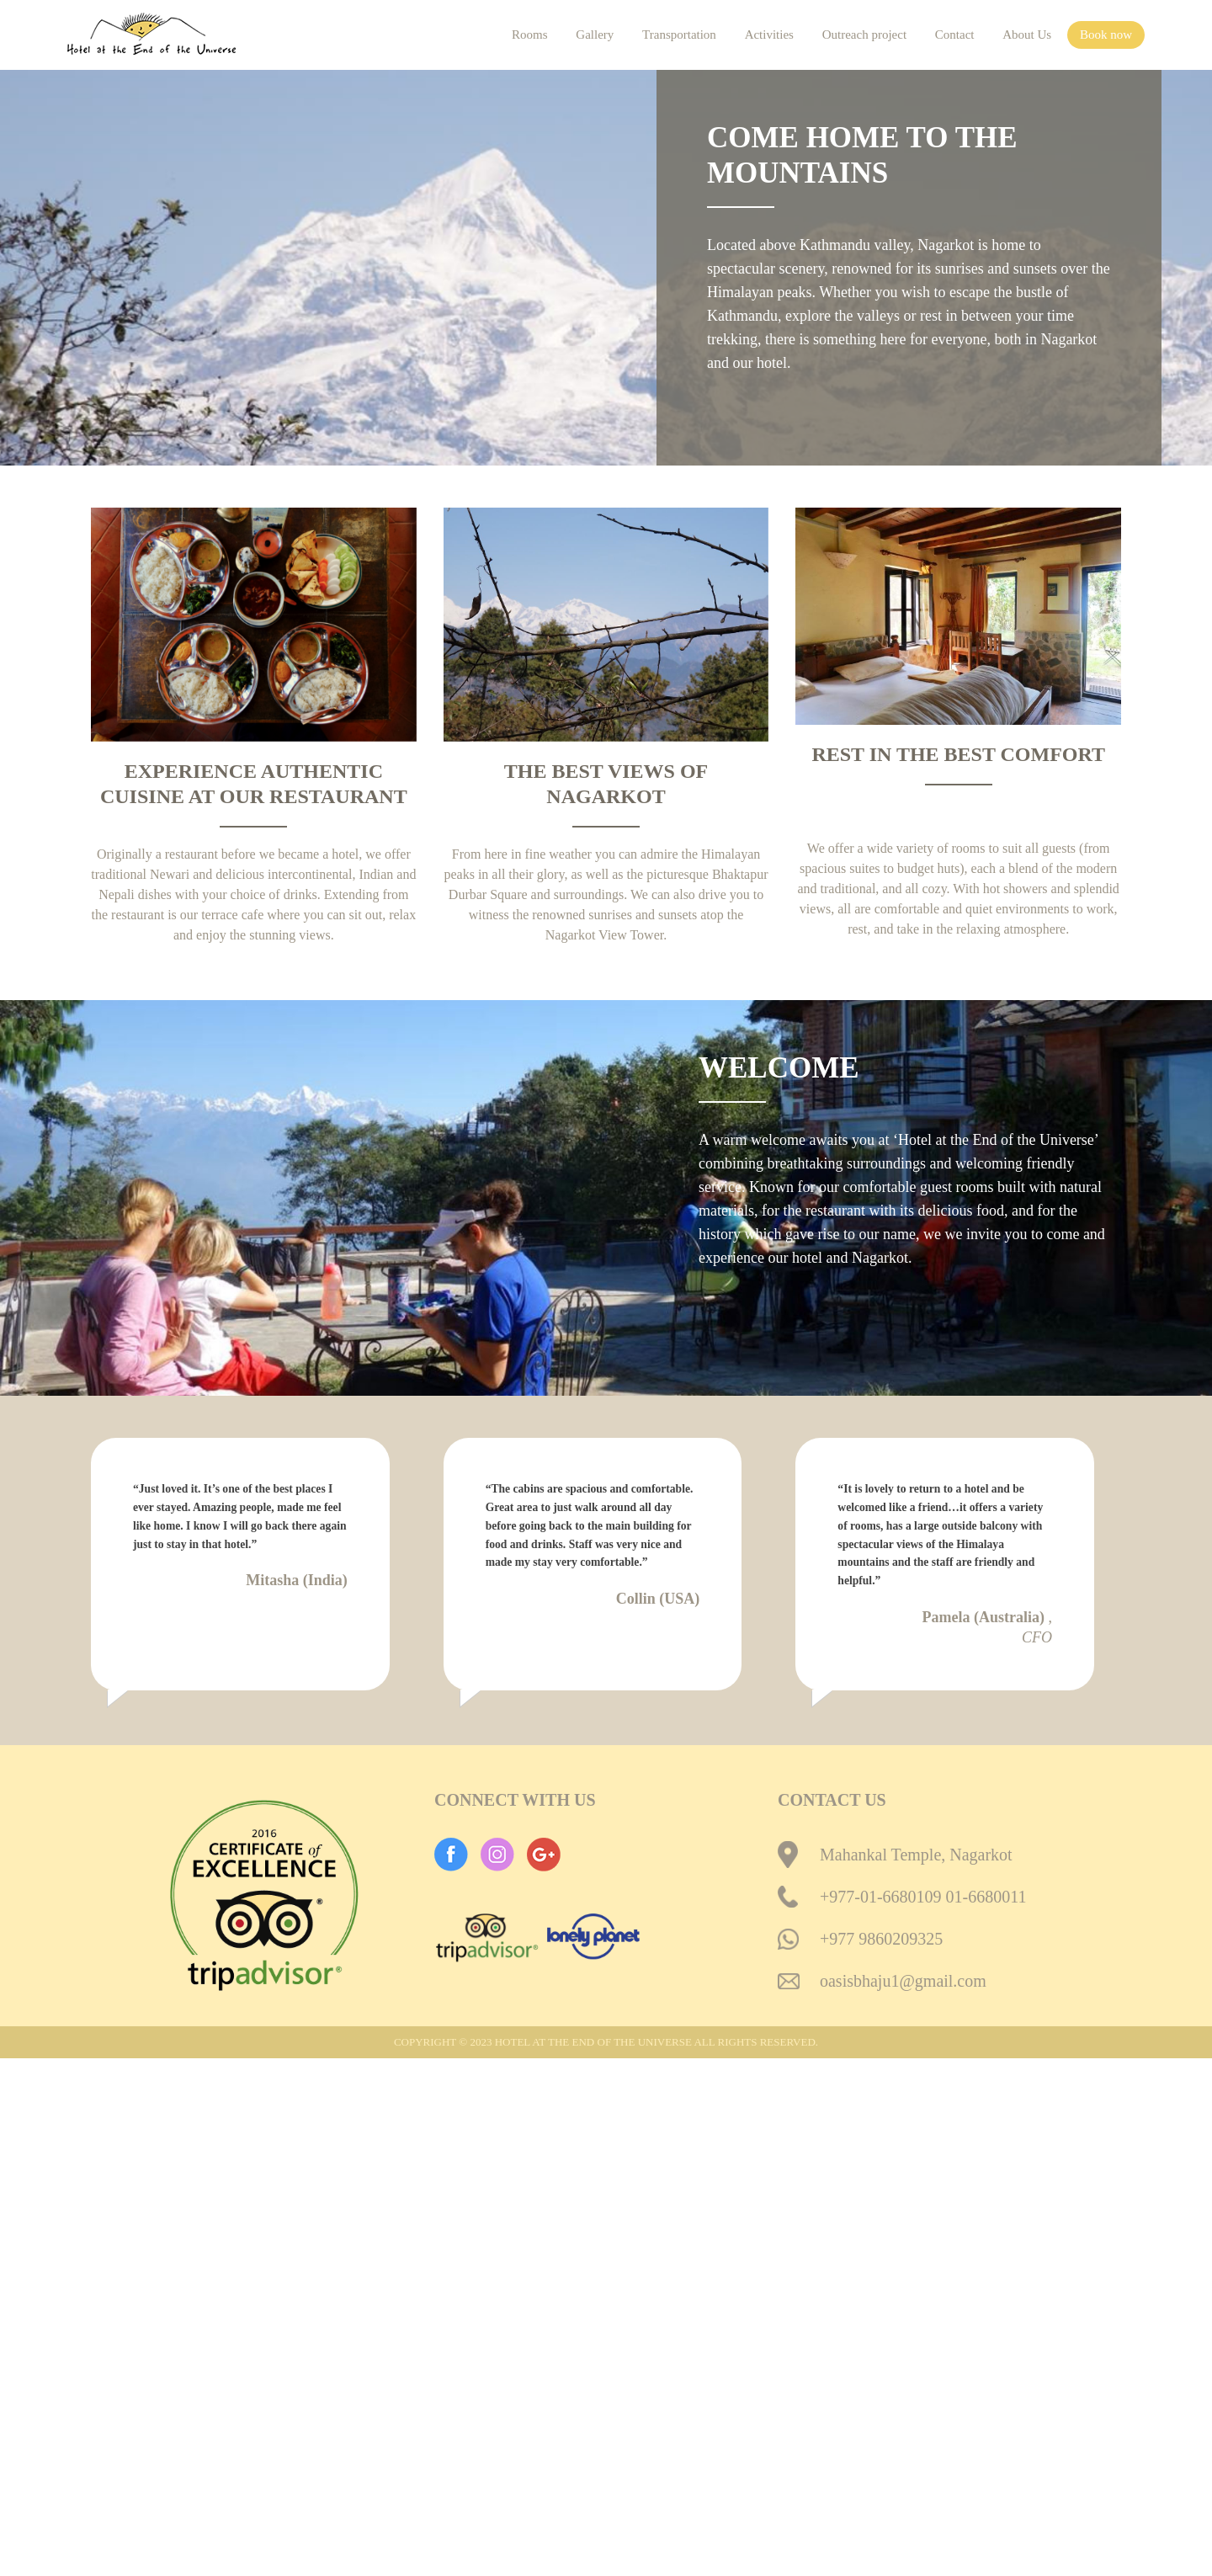 Hotel at the End of the Universe
Rooms Gallery Transportation Activities Outreach project Contact About Us Book now
COME HOME TO THE
MOUNTAINS
Located above Kathmandu valley, Nagarkot is home to
spectacular scenery, renowned for its sunrises and sunsets over the
Himalayan peaks. Whether you wish to escape the bustle of
Kathmandu, explore the valleys or rest in between your time
trekking, there is something here for everyone, both in Nagarkot
and our hotel.
EXPERIENCE AUTHENTIC
CUISINE AT OUR RESTAURANT
Originally a restaurant before we became a hotel, we offer
traditional Newari and delicious intercontinental, Indian and
Nepali dishes with your choice of drinks. Extending from
the restaurant is our terrace cafe where you can sit out, relax
and enjoy the stunning views.
THE BEST VIEWS OF
NAGARKOT
From here in fine weather you can admire the Himalayan
peaks in all their glory, as well as the picturesque Bhaktapur
Durbar Square and surroundings. We can also drive you to
witness the renowned sunrises and sunsets atop the
Nagarkot View Tower.
REST IN THE BEST COMFORT
We offer a wide variety of rooms to suit all guests (from
spacious suites to budget huts), each a blend of the modern
and traditional, and all cozy. With hot showers and splendid
views, all are comfortable and quiet environments to work,
rest, and take in the relaxing atmosphere.
WELCOME
A warm welcome awaits you at ‘Hotel at the End of the Universe’
combining breathtaking surroundings and welcoming friendly
service. Known for our comfortable guest rooms built with natural
materials, for the restaurant with its delicious food, and for the
history which gave rise to our name, we we invite you to come and
experience our hotel and Nagarkot.
“Just loved it. It’s one of the best places I
ever stayed. Amazing people, made me feel
like home. I know I will go back there again
just to stay in that hotel.”
Mitasha (India)
“The cabins are spacious and comfortable.
Great area to just walk around all day
before going back to the main building for
food and drinks. Staff was very nice and
made my stay very comfortable.”
Collin (USA)
“It is lovely to return to a hotel and be
welcomed like a friend…it offers a variety
of rooms, has a large outside balcony with
spectacular views of the Himalaya
mountains and the staff are friendly and
helpful.”
Pamela (Australia) ,
CFO
2016
CERTIFICATE of
EXCELLENCE
®
tripadvisor®
CONNECT WITH US
f G+
tripadvisor® lonely planet
CONTACT US
Mahankal Temple, Nagarkot
+977-01-6680109 01-6680011
+977 9860209325
oasisbhaju1@gmail.com
COPYRIGHT © 2023 HOTEL AT THE END OF THE UNIVERSE ALL RIGHTS RESERVED.